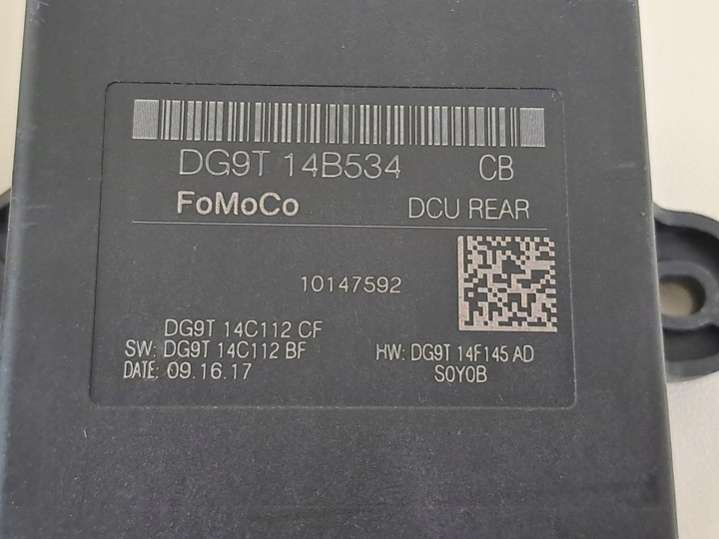 DG9T 14B534 CB
FoMoCo DCU REAR
10147592
DG9T 14C112 CF
SW: DG9T 14C112 BF HW: DG9T 14F145 AD
DATE: 09.16.17 S0Y0B